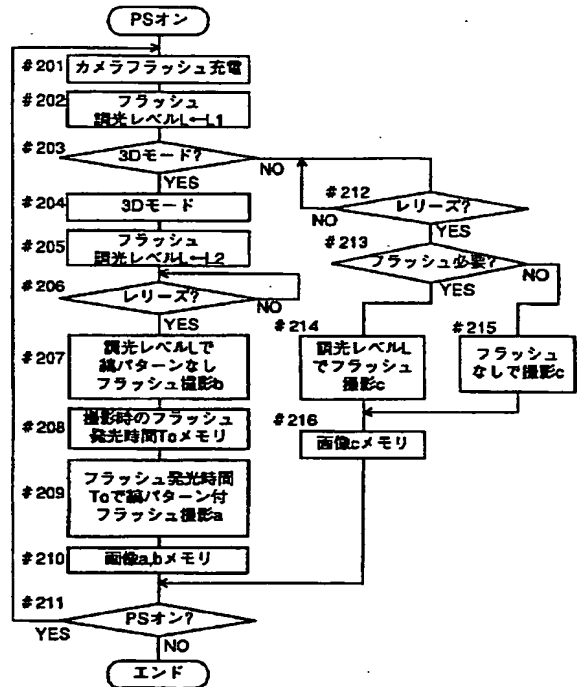 PSオン
#201
カメラフラッシュ充電
#202
フラッシュ
調光レベルL←L1
#203
3Dモード?
NO
YES
#204
3Dモード
#205
フラッシュ
調光レベルL←L2
#206
レリーズ?
NO
YES
#207
調光レベルLで
縞パターンなし
フラッシュ撮影b
#208
撮影時のフラッシュ
発光時間Tcメモリ
#209
フラッシュ発光時間
Tcで縞パターン付
フラッシュ撮影a
#210
画像a,bメモリ
#211
PSオン?
YES
NO
エンド
#212
レリーズ?
NO
YES
#213
フラッシュ必要?
NO
YES
#214
調光レベルL
でフラッシュ
撮影c
#215
フラッシュ
なしで撮影c
#216
画像cメモリ